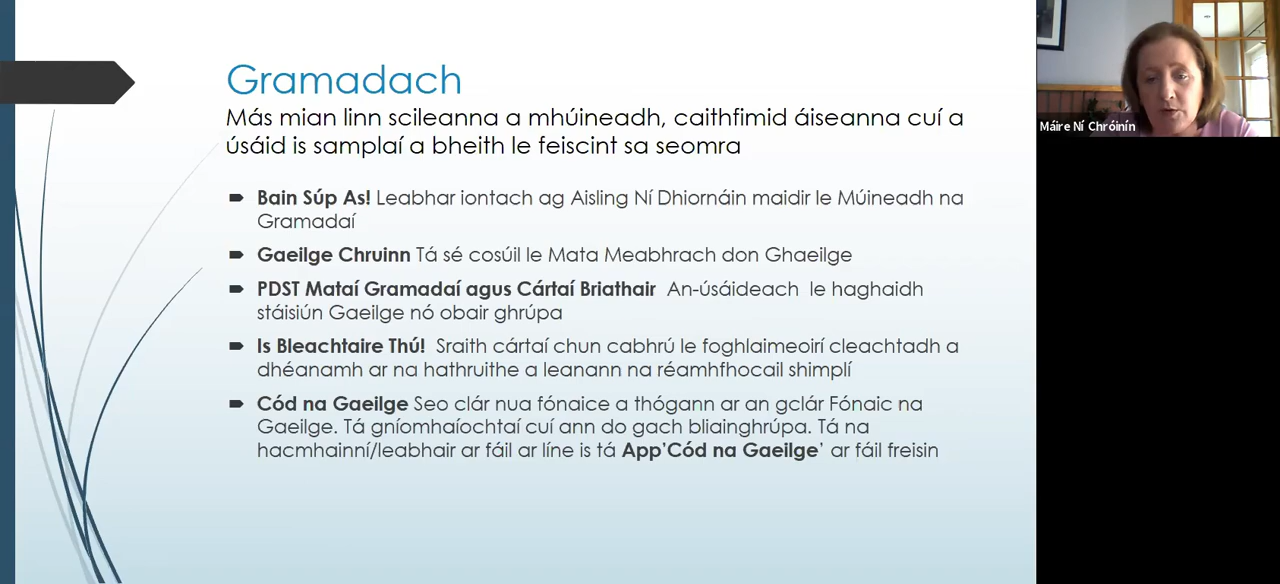 Gramadach
Más mian linn scileanna a mhúineadh, caithfimid áiseanna cuí a
úsáid is samplaí a bheith le feiscint sa seomra
Bain Súp As! Leabhar iontach ag Aisling Ní Dhiornáin maidir le Múineadh na
Gramadaí
Gaeilge Chruinn Tá sé cosúil le Mata Meabhrach don Ghaeilge
PDST Mataí Gramadaí agus Cártaí Briathair An-úsáideach le haghaidh
stáisiún Gaeilge nó obair ghrúpa
Is Bleachtaire Thú! Sraith cártaí chun cabhrú le foghlaimeoirí cleachtadh a
dhéanamh ar na hathruithe a leanann na réamhfhocail shimplí
Cód na Gaeilge Seo clár nua fónaice a thógann ar an gclár Fónaic na
Gaeilge. Tá gníomhaíochtaí cuí ann do gach bliainghrúpa. Tá na
hacmhainní/leabhair ar fáil ar líne is tá App'Cód na Gaeilge' ar fáil freisin
Máire Ní Chróinín